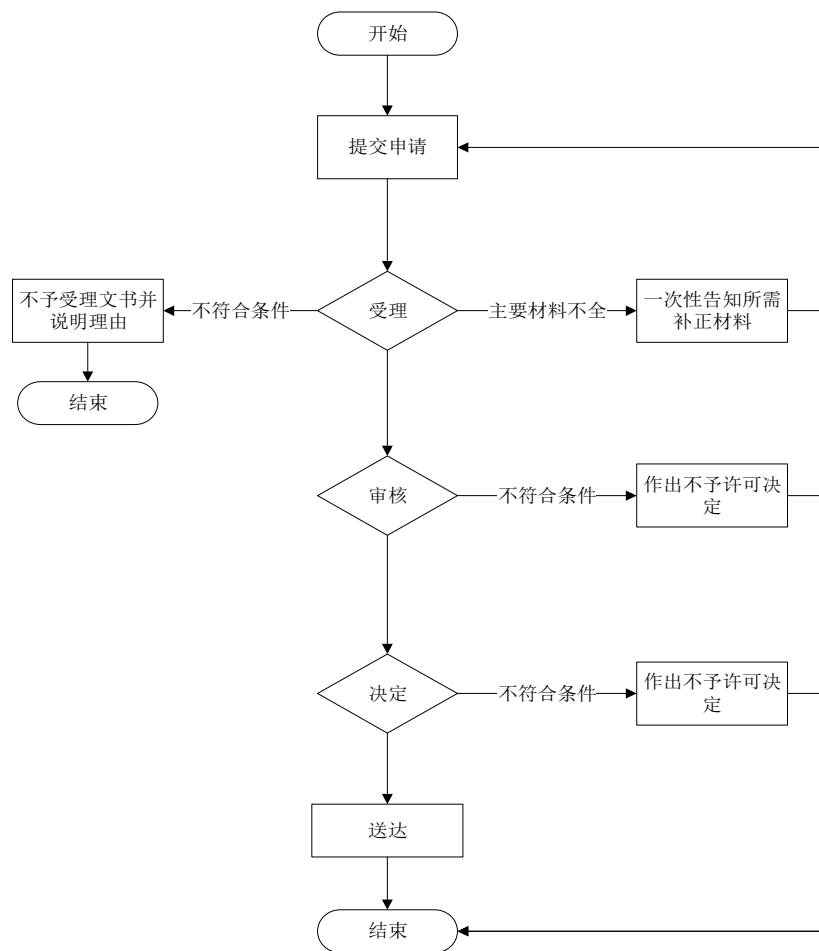 开始
提交申请
不予受理文书并
说明理由
不符合条件
受理
主要材料不全
一次性告知所需
补正材料
结束
审核
不符合条件
作出不予许可决
定
决定
不符合条件
作出不予许可决
定
送达
结束